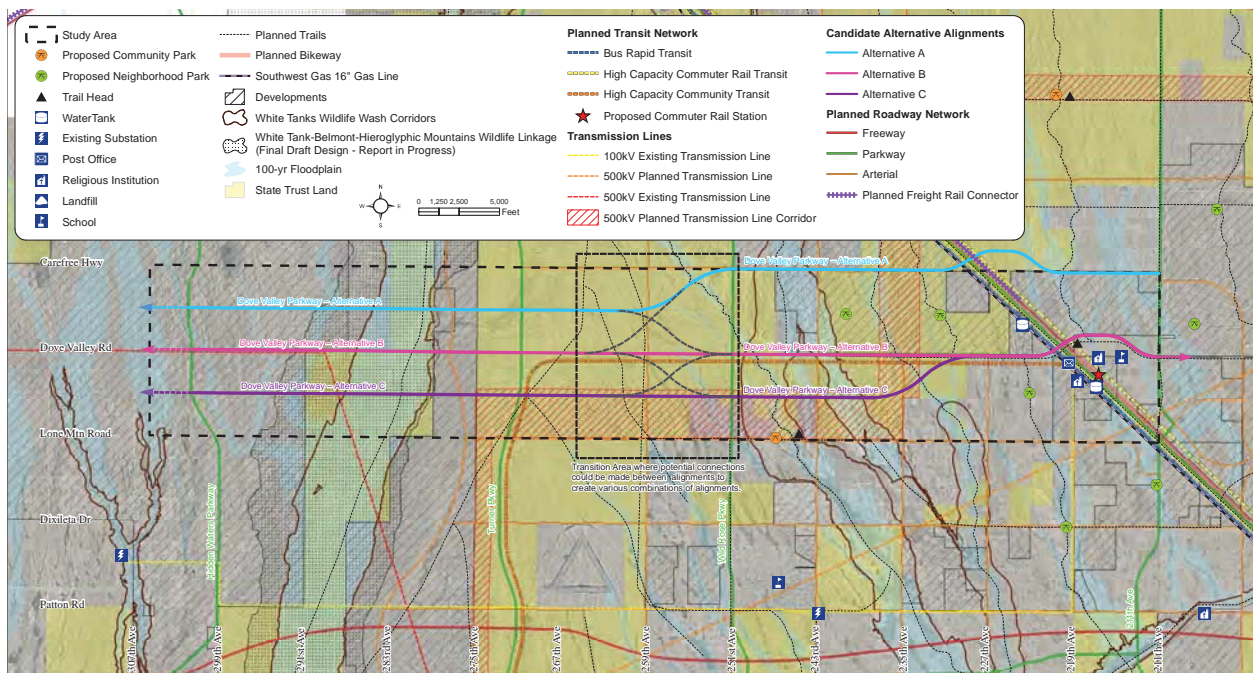 Study Area
Proposed Community Park
Proposed Neighborhood Park
Trail Head
WaterTank
Existing Substation
Post Office
Religious Institution
Landfill
School
Planned Trails
Planned Bikeway
Southwest Gas 16" Gas Line
Developments
White Tanks Wildlife Wash Corridors
White Tank-Belmont-Hieroglyphic Mountains Wildlife Linkage
(Final Draft Design - Report in Progress)
100-yr Floodplain
State Trust Land
N
W
E
S
0 1,250 2,500 5,000
Feet
Planned Transit Network
Bus Rapid Transit
High Capacity Commuter Rail Transit
High Capacity Community Transit
Proposed Commuter Rail Station
Transmission Lines
100kV Existing Transmission Line
500kV Planned Transmission Line
500kV Existing Transmission Line
500kV Planned Transmission Line Corridor
Candidate Alternative Alignments
Alternative A
Alternative B
Alternative C
Planned Roadway Network
Freeway
Parkway
Arterial
Planned Freight Rail Connector
Carefree Hwy
Dove Valley Parkway – Alternative A
Dove Valley Parkway – Alternative A
Dove Valley Rd
Dove Valley Parkway – Alternative B
Dove Valley Parkway – Alternative B
Dove Valley Parkway – Alternative C
Dove Valley Parkway – Alternative C
Lone Mtn Road
Transition Area where potential connections
could be made between alignments to
create various combinations of alignments.
Dixileta Dr
Hidden Waters Parkway
Turner Pkwy
Wild Rose Pkwy
211th Ave
Patton Rd
307th Ave
299th Ave
291st Ave
283rd Ave
275th Ave
267th Ave
259th Ave
251st Ave
243rd Ave
235th Ave
227th Ave
219th Ave
211th Ave